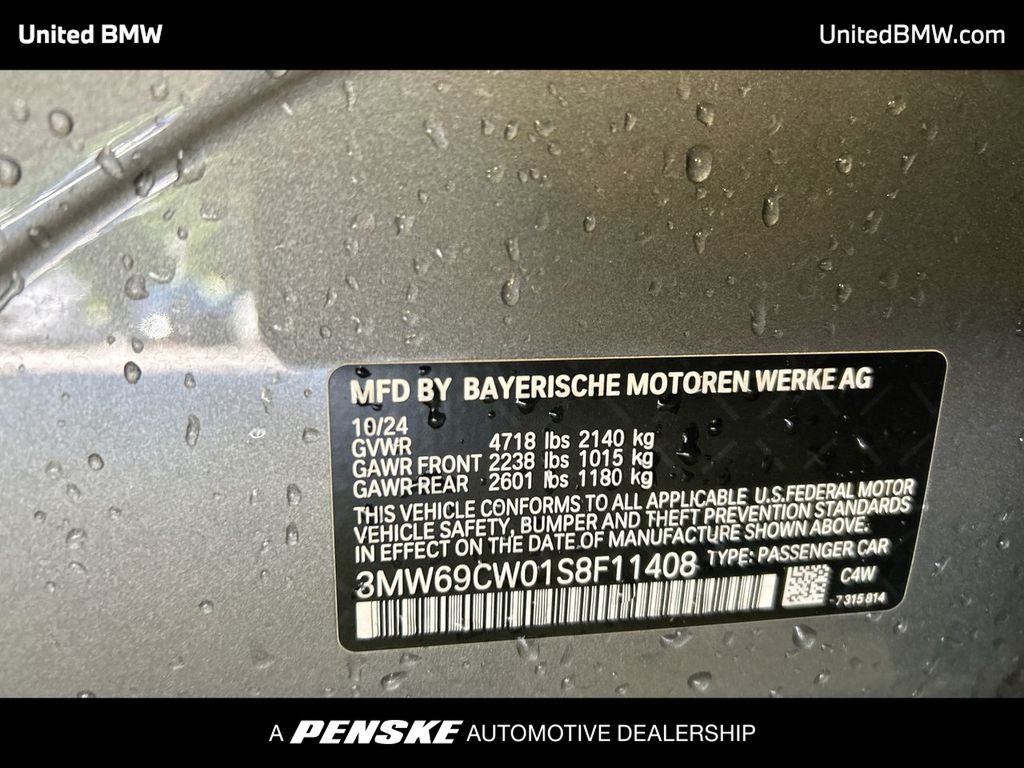 United BMW
UnitedBMW.com
MFD BY BAYERISCHE MOTOREN WERKE AG
10/24
GVWR 4718 lbs 2140 kg
GAWR FRONT 2238 lbs 1015 kg
GAWR REAR 2601 lbs 1180 kg
THIS VEHICLE CONFORMS TO ALL APPLICABLE U.S.FEDERAL MOTOR
VEHICLE SAFETY, BUMPER AND THEFT PREVENTION STANDARDS
IN EFFECT ON THE DATE OF MANUFACTURE SHOWN ABOVE.
3MW69CW01S8F11408 TYPE: PASSENGER CAR
C4W
7315814
A PENSKE AUTOMOTIVE DEALERSHIP